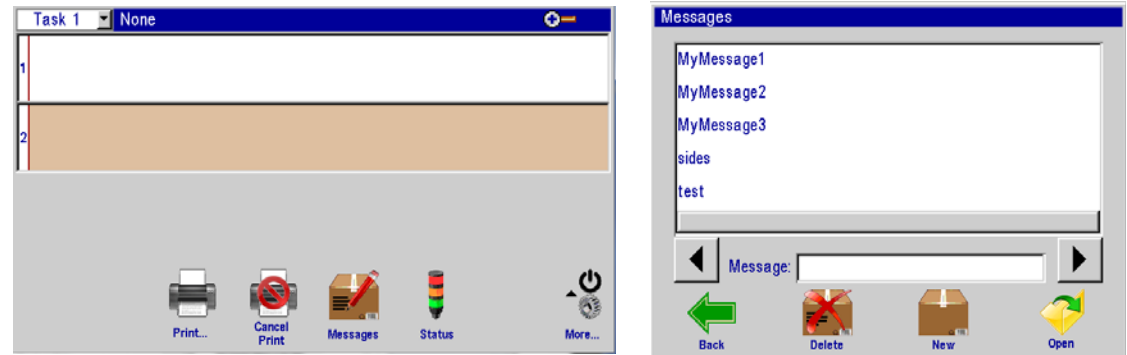 Task 1 None
1
2
Print...
Cancel
Print
Messages
Status
More...
Messages
MyMessage1
MyMessage2
MyMessage3
sides
test
Message:
Back
Delete
New
Open